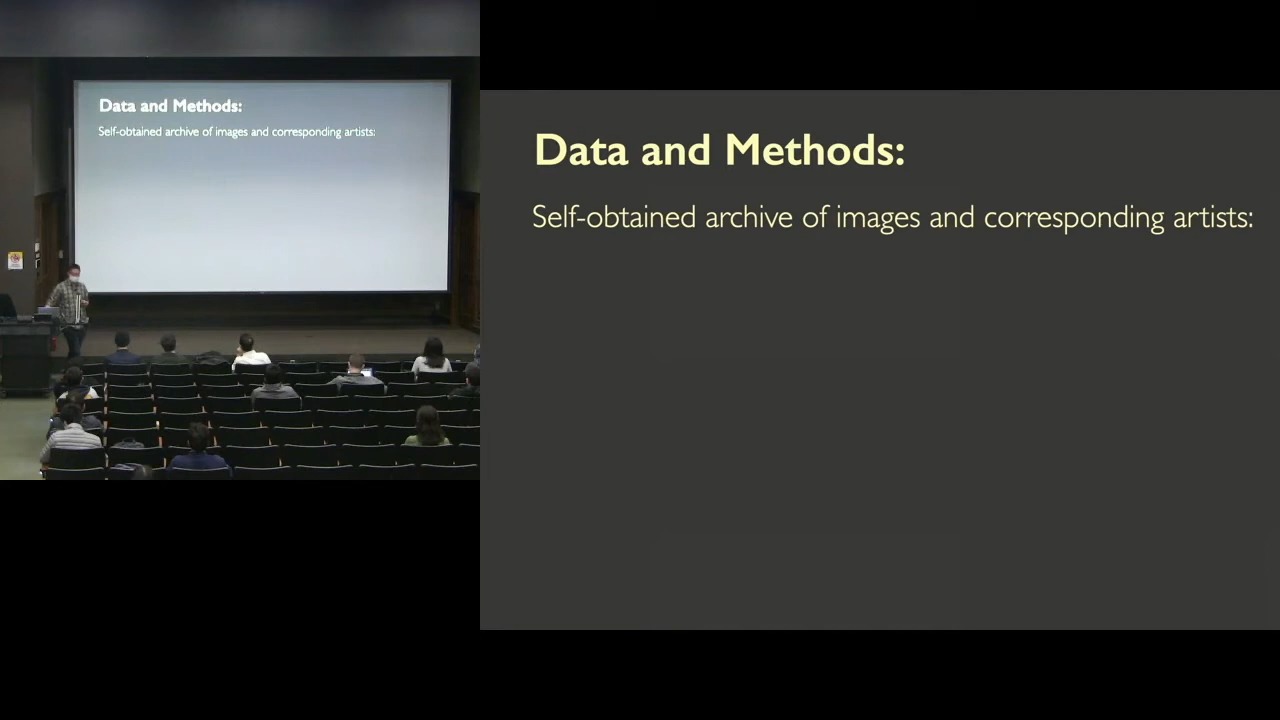 Data and Methods:
Self-obtained archive of images and corresponding artists:
Data and Methods:
Self-obtained archive of images and corresponding artists: